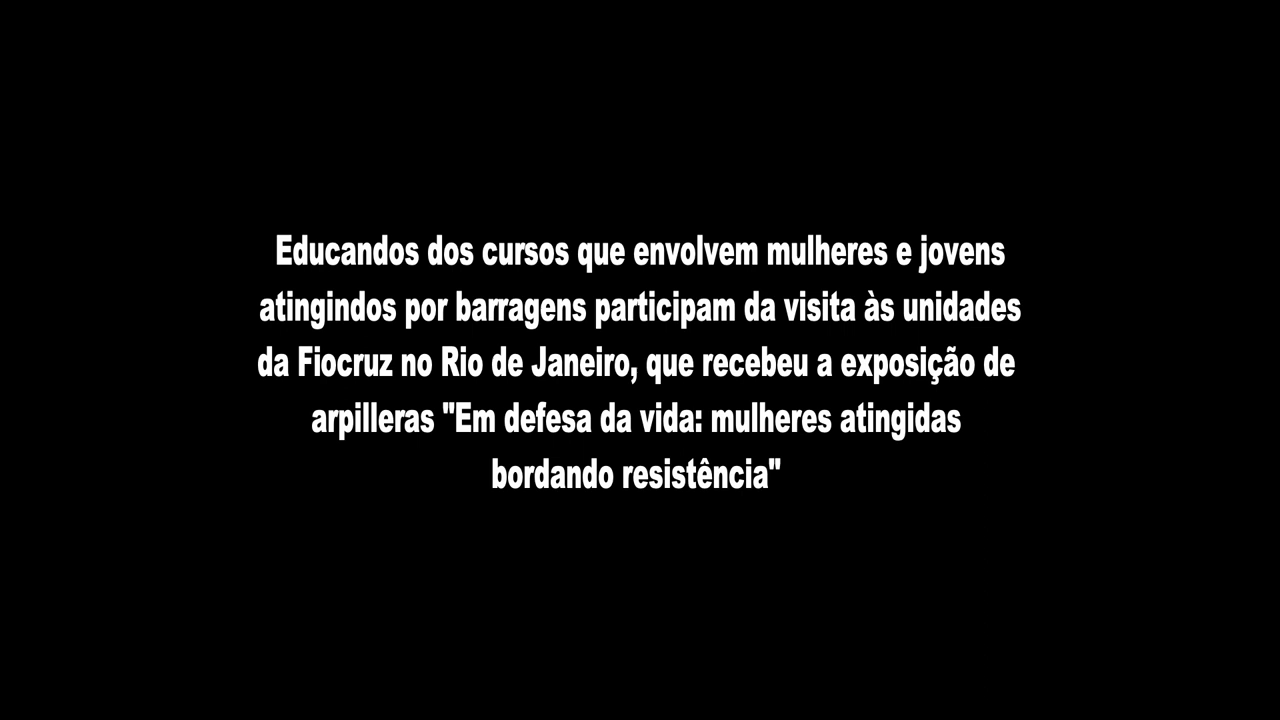 Educandos dos cursos que envolvem mulheres e jovens
atingindos por barragens participam da visita às unidades
da Fiocruz no Rio de Janeiro, que recebeu a exposição de
arpilleras "Em defesa da vida: mulheres atingidas
bordando resistência"